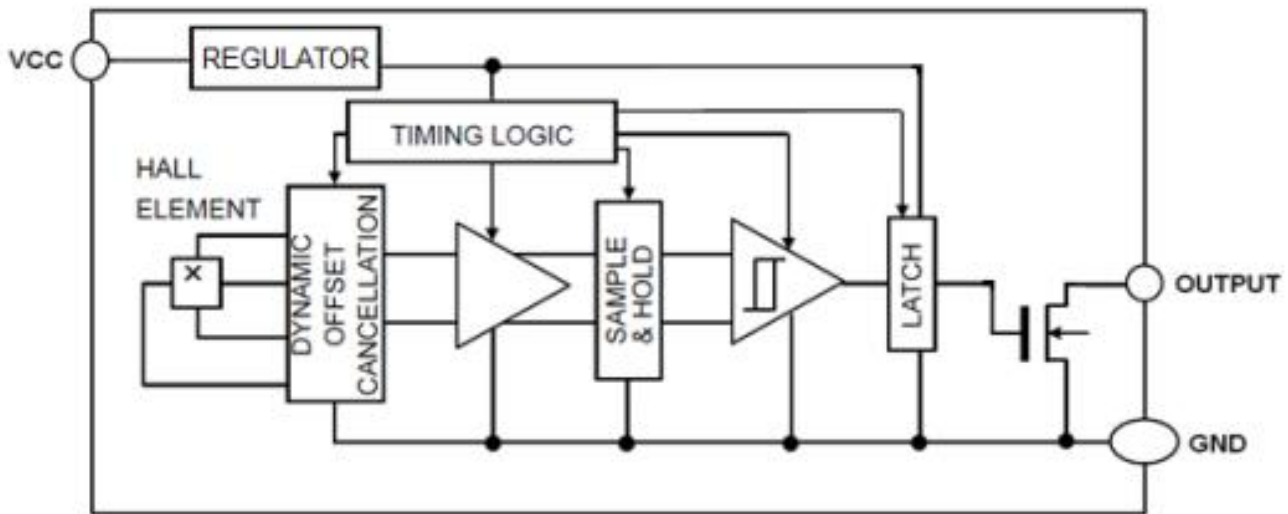 VCC
REGULATOR
TIMING LOGIC
HALL
ELEMENT
X
DYNAMIC
OFFSET
CANCELLATION
SAMPLE
& HOLD
LATCH
OUTPUT
GND